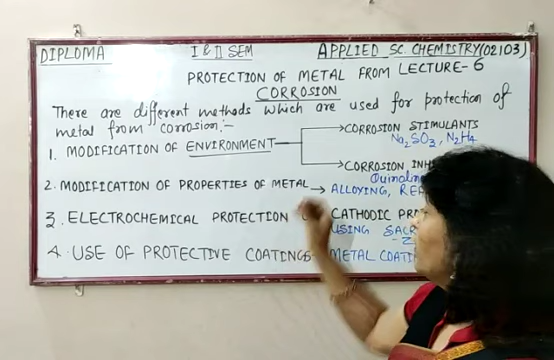 DIPLOMA I & II SEM APPLIED SC. CHEMISTRY(02103)
PROTECTION OF METAL FROM LECTURE-6
CORROSION
There are different methods which are used for protection of
metal from corrosion:-
1. MODIFICATION OF ENVIRONMENT
CORROSION STIMULANTS
Na2SO3, N2H4
CORROSION
2. MODIFICATION OF PROPERTIES OF METAL → ALLOYING,
3. ELECTROCHEMICAL PROTECTION CATHODIC
USING
4. USE OF PROTECTIVE COATINGS METAL